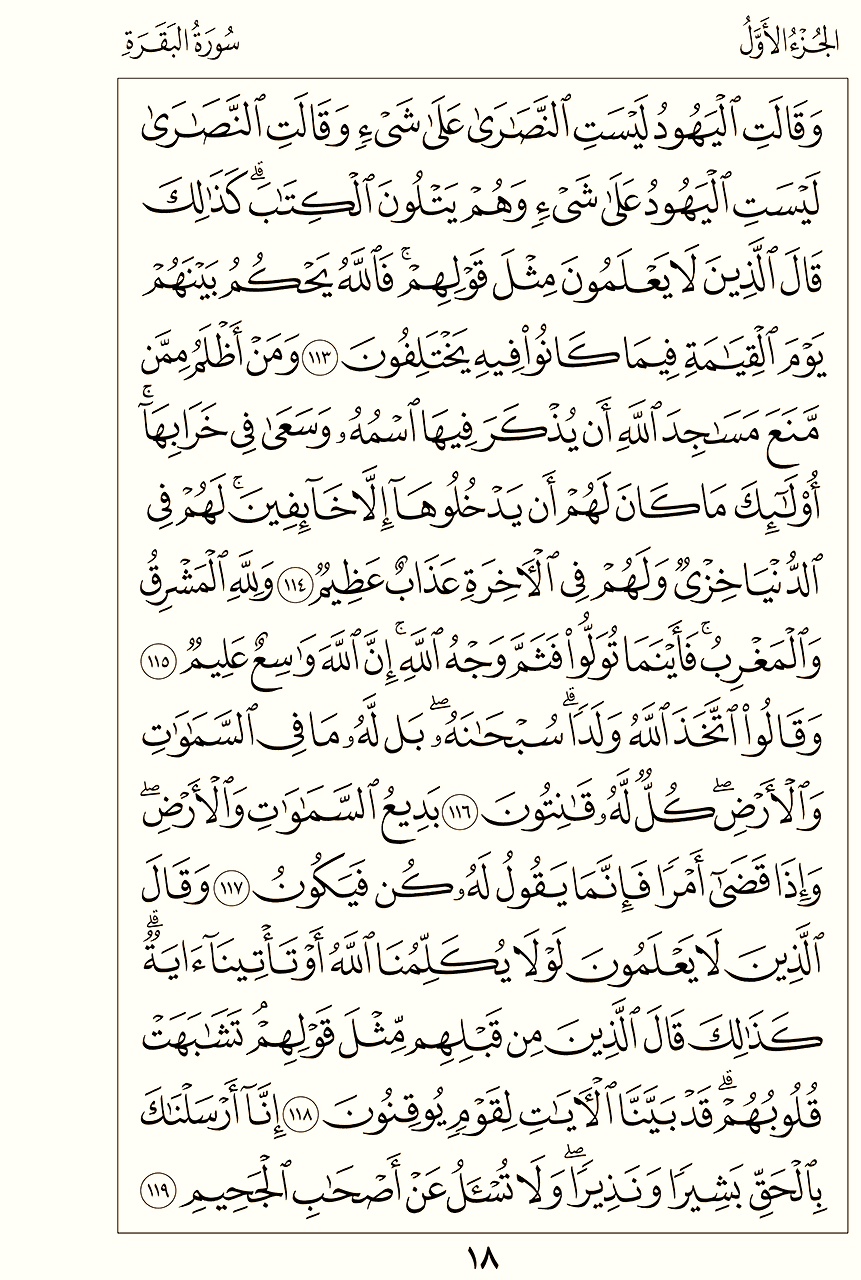 الجُزْءُ الأَوَّلُ
سُورَةُ البَقَرَةِ
وَقَالَتِ ٱلْيَهُودُ لَيْسَتِ ٱلنَّصَٰرَىٰ عَلَىٰ شَىْءٍ وَقَالَتِ ٱلنَّصَٰرَىٰ
لَيْسَتِ ٱلْيَهُودُ عَلَىٰ شَىْءٍ وَهُمْ يَتْلُونَ ٱلْكِتَٰبَ ۗ كَذَٰلِكَ
قَالَ ٱلَّذِينَ لَا يَعْلَمُونَ مِثْلَ قَوْلِهِمْ ۚ فَٱللَّهُ يَحْكُمُ بَيْنَهُمْ
يَوْمَ ٱلْقِيَٰمَةِ فِيمَا كَانُوا۟ فِيهِ يَخْتَلِفُونَ ١١٣ وَمَنْ أَظْلَمُ مِمَّن
مَّنَعَ مَسَٰجِدَ ٱللَّهِ أَن يُذْكَرَ فِيهَا ٱسْمُهُۥ وَسَعَىٰ فِى خَرَابِهَآ ۚ
أُو۟لَٰٓئِكَ مَا كَانَ لَهُمْ أَن يَدْخُلُوهَآ إِلَّا خَآئِفِينَ ۚ لَهُمْ فِى
ٱلدُّنْيَا خِزْىٌ وَلَهُمْ فِى ٱلْءَاخِرَةِ عَذَابٌ عَظِيمٌ ١١٤ وَلِلَّهِ ٱلْمَشْرِقُ
وَٱلْمَغْرِبُ ۚ فَأَيْنَمَا تُوَلُّوا۟ فَثَمَّ وَجْهُ ٱللَّهِ ۚ إِنَّ ٱللَّهَ وَٰسِعٌ عَلِيمٌ ١١٥
وَقَالُوا۟ ٱتَّخَذَ ٱللَّهُ وَلَدًا ۗ سُبْحَٰنَهُۥ ۖ بَل لَّهُۥ مَا فِى ٱلسَّمَٰوَٰتِ
وَٱلْأَرْضِ ۖ كُلٌّ لَّهُۥ قَٰنِتُونَ ١١٦ بَدِيعُ ٱلسَّمَٰوَٰتِ وَٱلْأَرْضِ ۖ
وَإِذَا قَضَىٰٓ أَمْرًا فَإِنَّمَا يَقُولُ لَهُۥ كُن فَيَكُونُ ١١٧ وَقَالَ
ٱلَّذِينَ لَا يَعْلَمُونَ لَوْلَا يُكَلِّمُنَا ٱللَّهُ أَوْ تَأْتِينَآ ءَايَةٌ ۗ
كَذَٰلِكَ قَالَ ٱلَّذِينَ مِن قَبْلِهِم مِّثْلَ قَوْلِهِمْ ۘ تَشَٰبَهَتْ
قُلُوبُهُمْ ۗ قَدْ بَيَّنَّا ٱلْءَايَٰتِ لِقَوْمٍ يُوقِنُونَ ١١٨ إِنَّآ أَرْسَلْنَٰكَ
بِٱلْحَقِّ بَشِيرًا وَنَذِيرًا ۖ وَلَا تُسْـَٔلُ عَنْ أَصْحَٰبِ ٱلْجَحِيمِ ١١٩
١٨